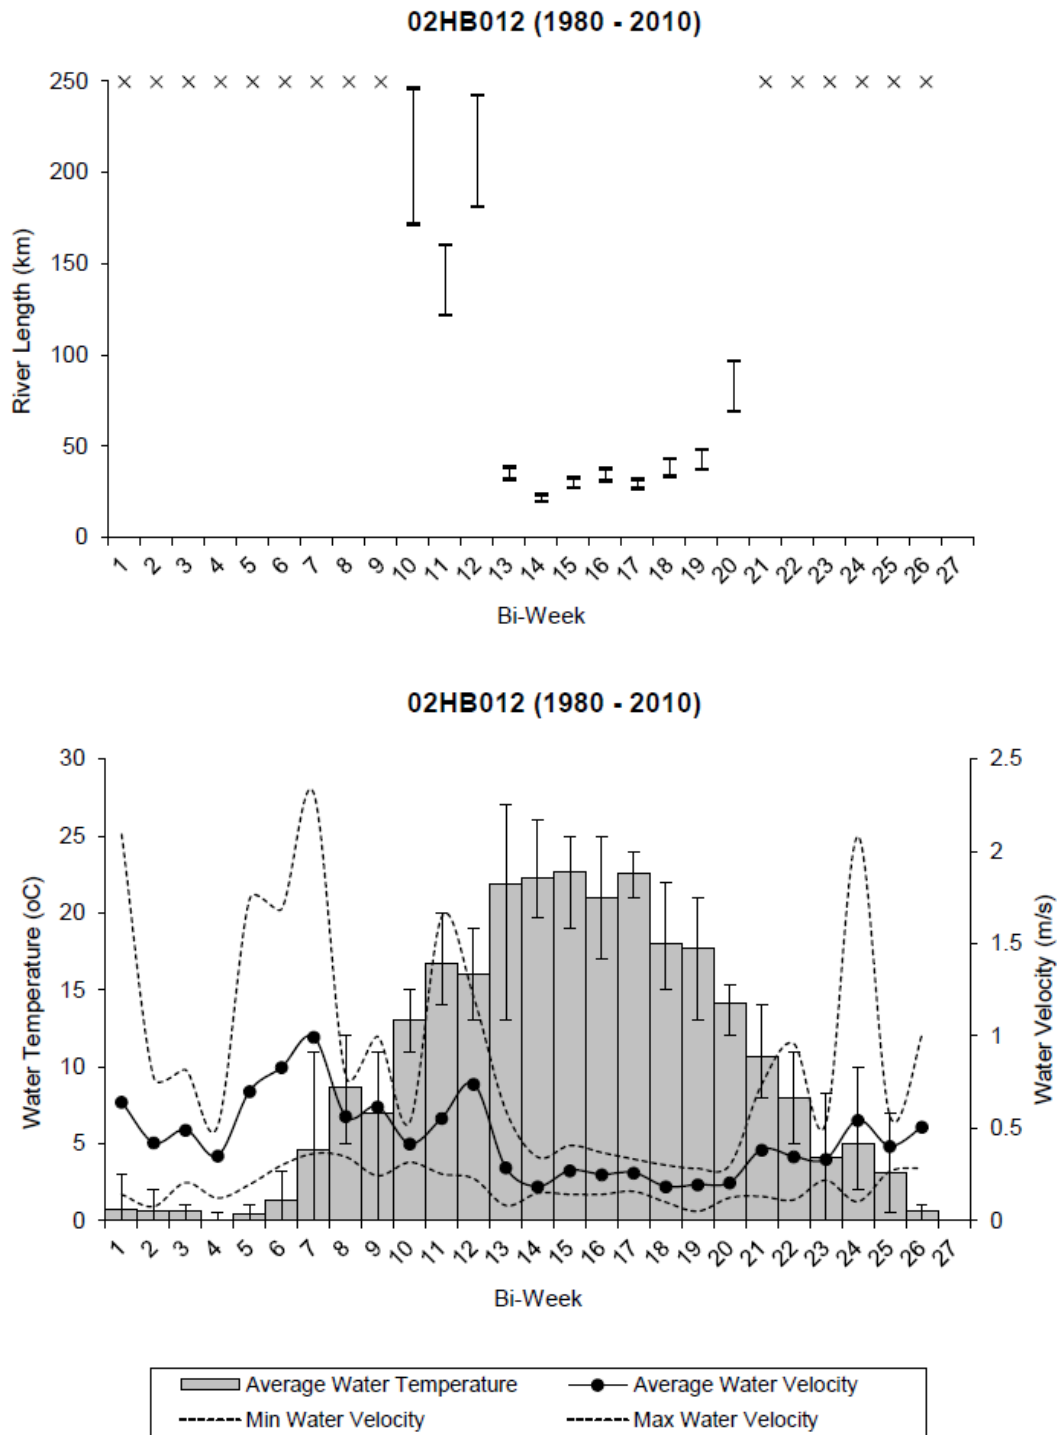 02HB012 (1980 - 2010)
250
200
150
100
50
0
River Length (km)
1 2 3 4 5 6 7 8 9 10 11 12 13 14 15 16 17 18 19 20 21 22 23 24 25 26 27
Bi-Week
02HB012 (1980 - 2010)
30 2.5
25 2
20 1.5
15 1
10 0.5
5 0
0
Water Temperature (oC)
Water Velocity (m/s)
1 2 3 4 5 6 7 8 9 10 11 12 13 14 15 16 17 18 19 20 21 22 23 24 25 26 27
Bi-Week
Average Water Temperature Average Water Velocity
Min Water Velocity Max Water Velocity